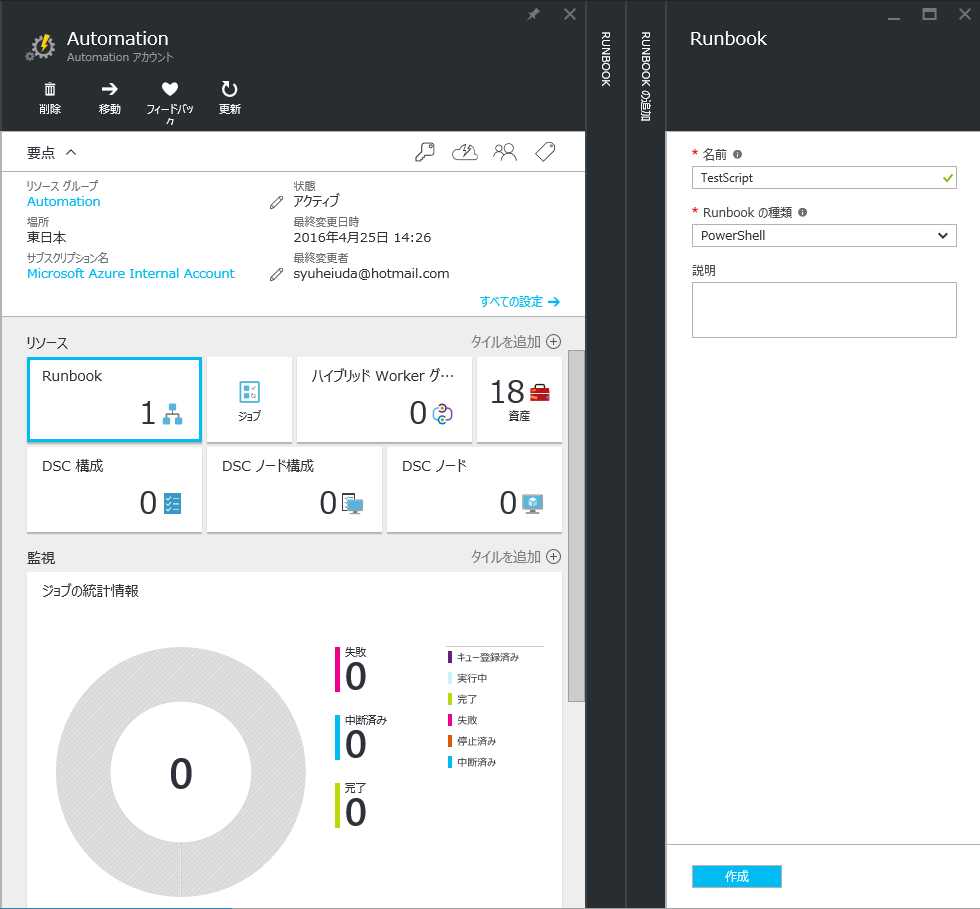 Automation
Automation アカウント
削除
移動
フィードバッ
ク
更新
要点
リソース グループ
Automation
場所
東日本
サブスクリプション名
Microsoft Azure Internal Account
状態
アクティブ
最終変更日時
2016年4月25日 14:26
最終変更者
syuheiuda@hotmail.com
すべての設定
リソース
タイルを追加
Runbook
1
ジョブ
ハイブリッド Worker グ…
0
18
資産
DSC 構成
0
DSC ノード構成
0
DSC ノード
0
監視
タイルを追加
ジョブの統計情報
0
失敗
0
中断済み
0
完了
0
キュー登録済み
実行中
完了
失敗
停止済み
中断済み
RUNBOOK
RUNBOOK の追加
Runbook
* 名前
TestScript
* Runbook の種類
PowerShell
説明
作成